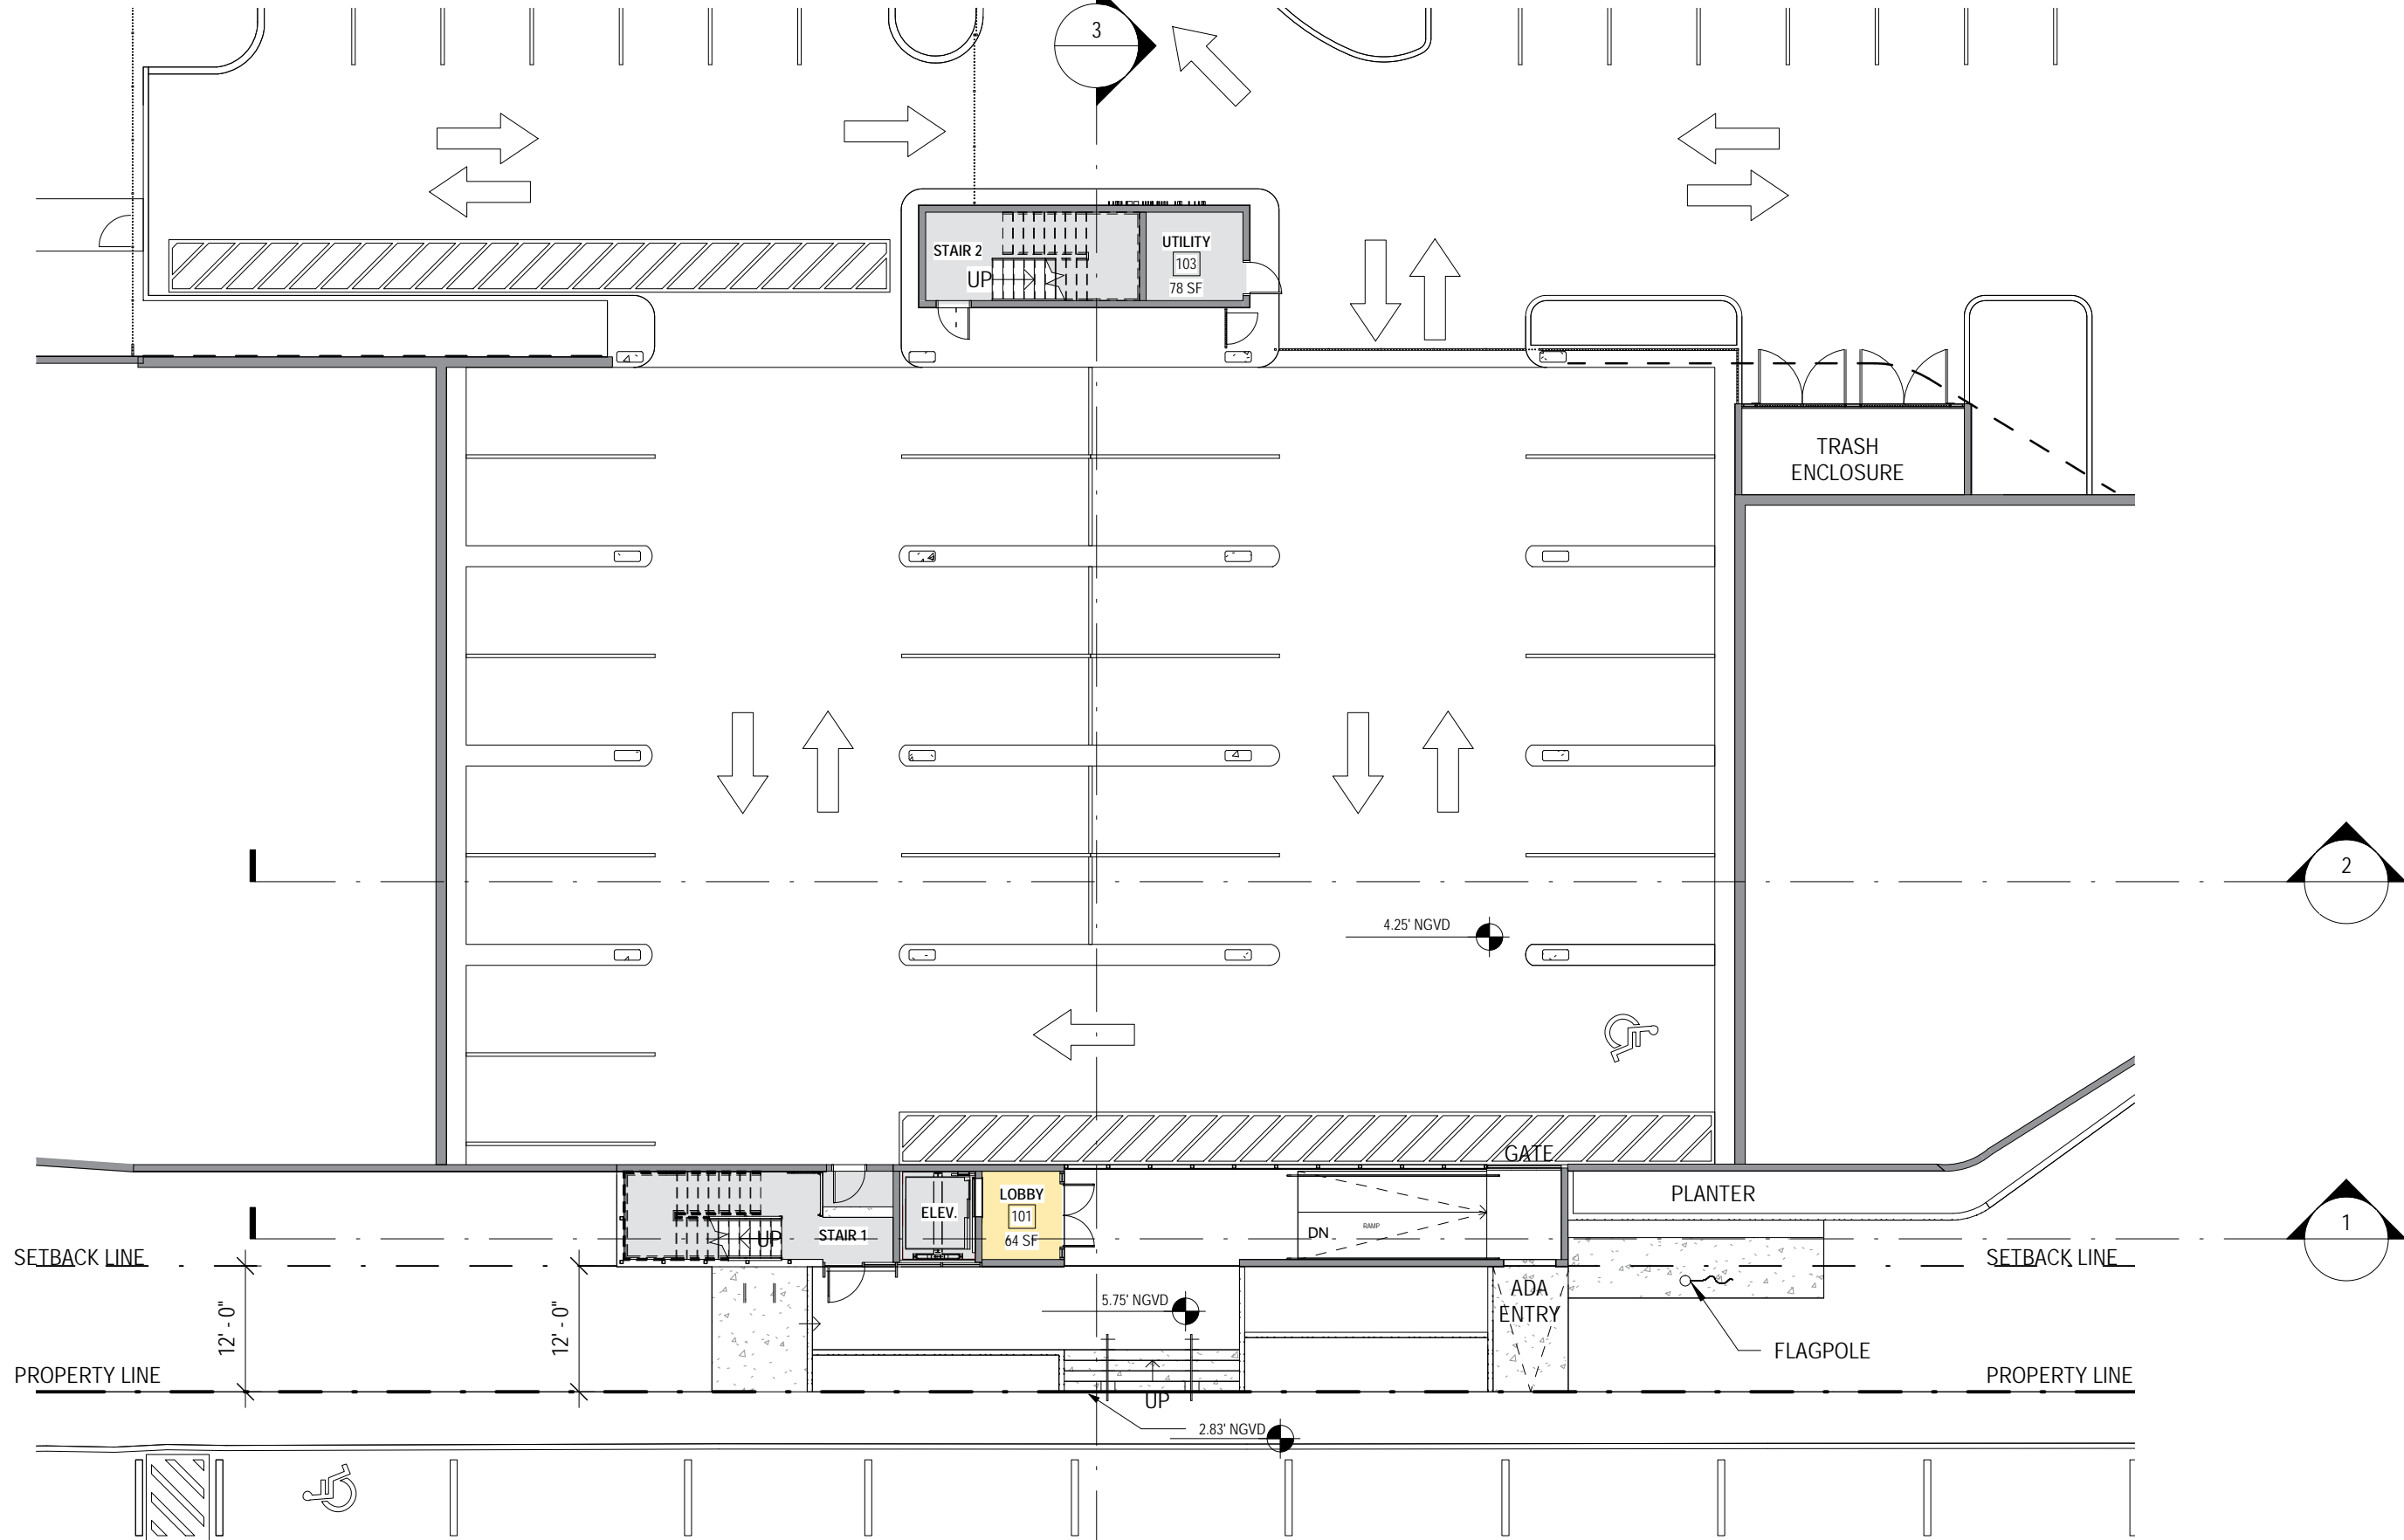 3
STAIR 2
UP
UTILITY
103
78 SF
TRASH
ENCLOSURE
2
4.25' NGVD
GATE
PLANTER
LOBBY
101
64 SF
ELEV.
STAIR 1
UP
DN
RAMP
1
SETBACK LINE
SETBACK LINE
ADA
ENTRY
5.75' NGVD
12' - 0"
12' - 0"
FLAGPOLE
PROPERTY LINE
PROPERTY LINE
UP
2.83' NGVD